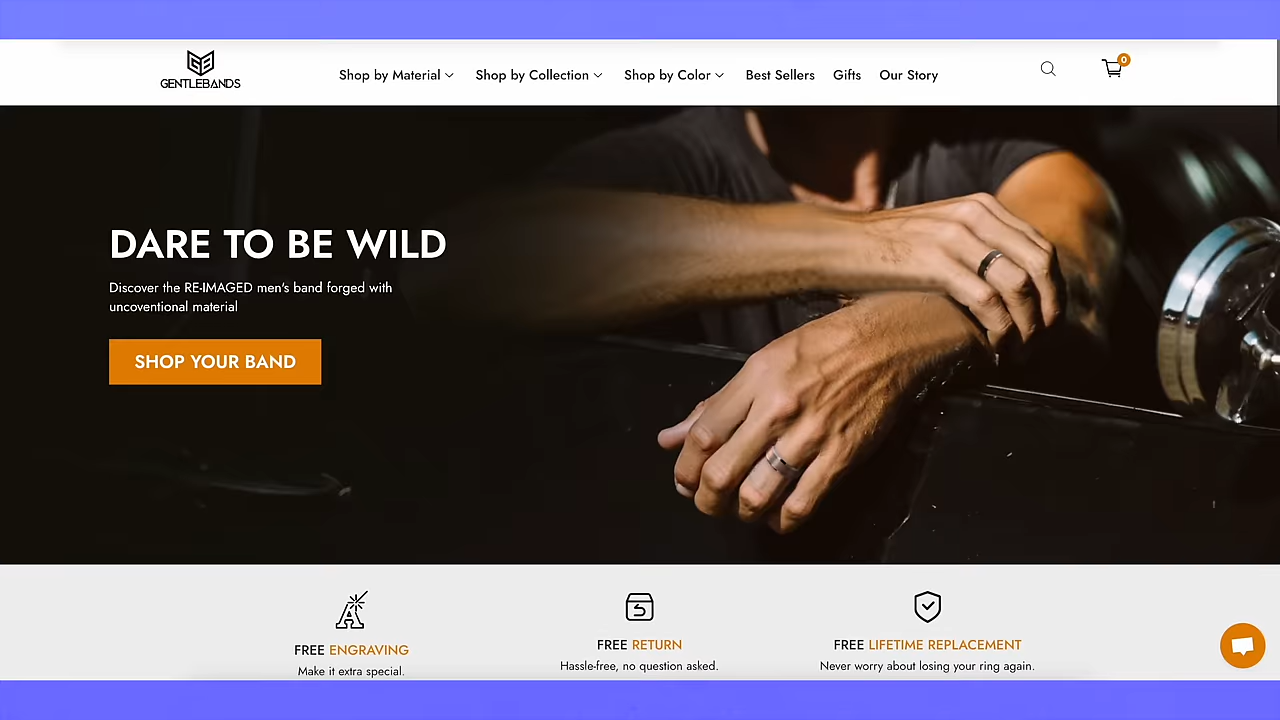 GENTLEBANDS
Shop by Material
Shop by Collection
Shop by Color
Best Sellers
Gifts
Our Story
0
DARE TO BE WILD
Discover the RE-IMAGED men's band forged with
uncoventional material
SHOP YOUR BAND
FREE ENGRAVING
Make it extra special.
FREE RETURN
Hassle-free, no question asked.
FREE LIFETIME REPLACEMENT
Never worry about losing your ring again.